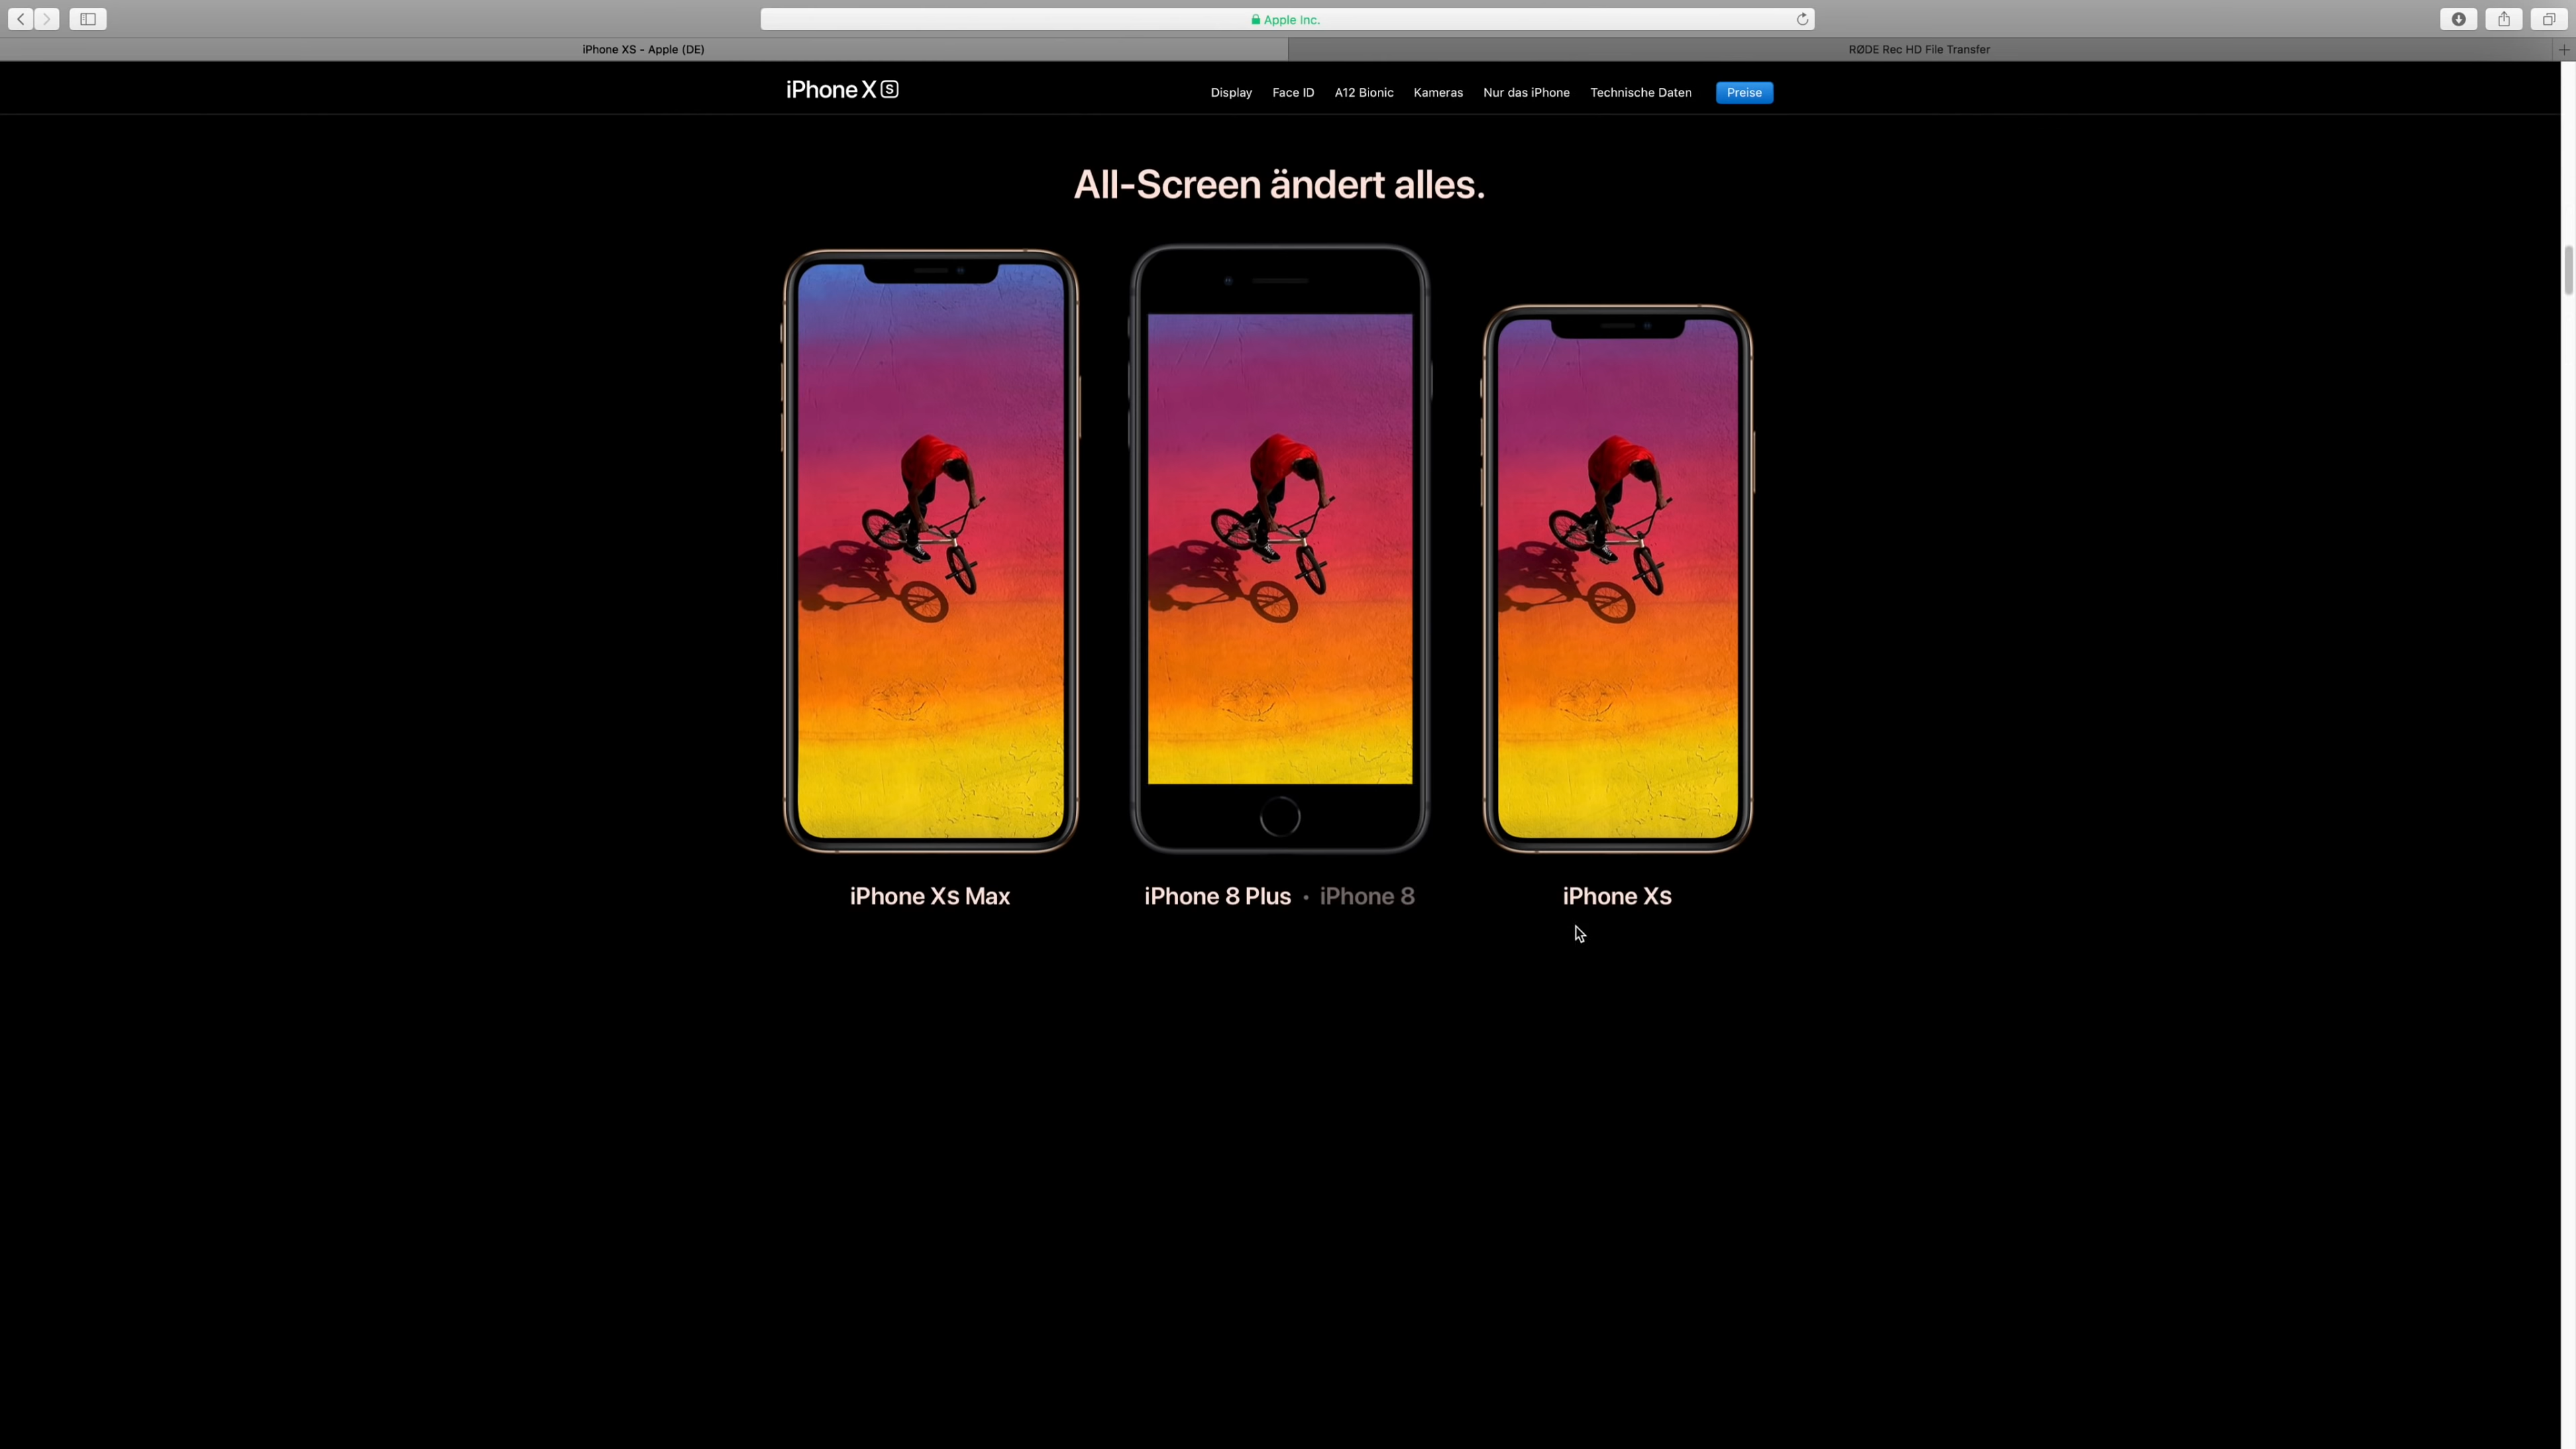 Apple Inc.
iPhone XS - Apple (DE)
RØDE Rec HD File Transfer
iPhone X S
Display
Face ID
A12 Bionic
Kameras
Nur das iPhone
Technische Daten
Preise
All-Screen ändert alles.
iPhone Xs Max
iPhone 8 Plus • iPhone 8
iPhone Xs